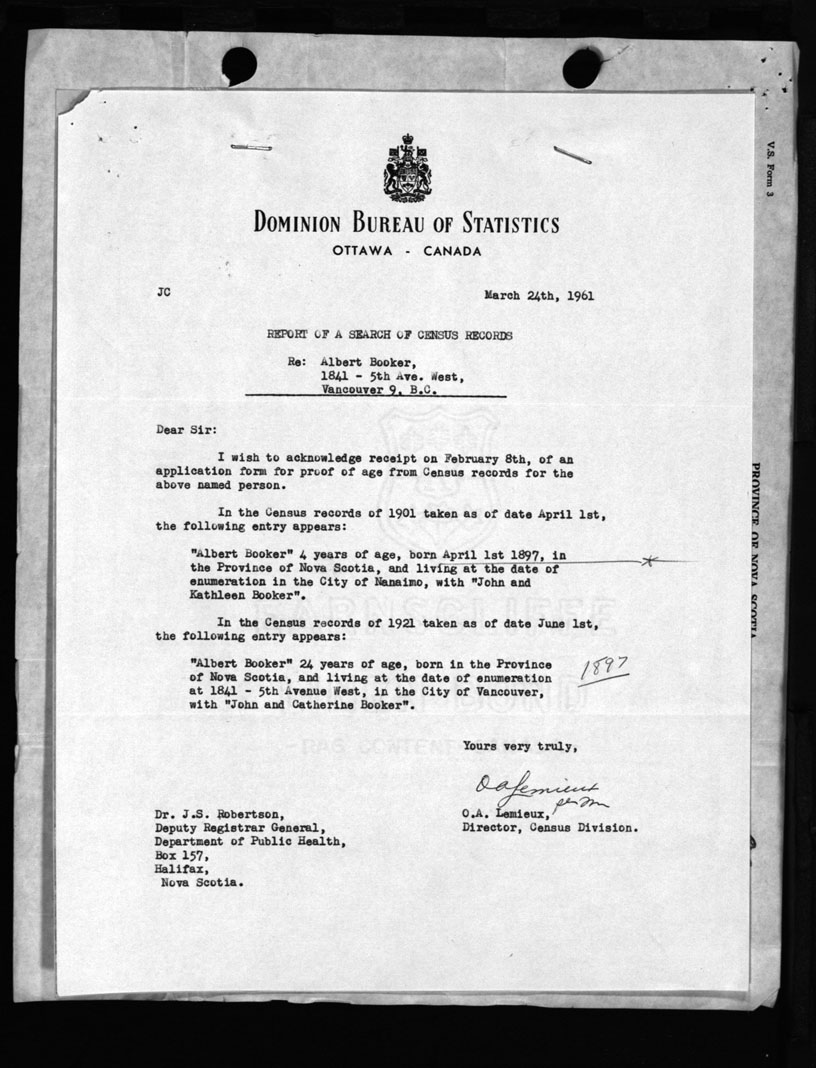 V.S. Form 3
DOMINION BUREAU OF STATISTICS
OTTAWA - CANADA
JC
March 24th, 1961
REPORT OF A SEARCH OF CENSUS RECORDS
Re: Albert Booker,
1841 - 5th Ave. West,
Vancouver 9, B.C.
Dear Sir:
I wish to acknowledge receipt on February 8th, of an
application form for proof of age from Census records for the
above named person.
In the Census records of 1901 taken as of date April 1st,
the following entry appears:
"Albert Booker" 4 years of age, born April 1st 1897, in
the Province of Nova Scotia, and living at the date of
enumeration in the City of Nanaimo, with "John and
Kathleen Booker".
In the Census records of 1921 taken as of date June 1st,
the following entry appears:
"Albert Booker" 24 years of age, born in the Province
of Nova Scotia, and living at the date of enumeration
at 1841 - 5th Avenue West, in the City of Vancouver,
with "John and Catherine Booker".
1897
PROVINCE OF NOVA SCOTIA
RAG CONTENT
Yours very truly,
O A Lemieux
O.A. Lemieux,
Director, Census Division.
Dr. J.S. Robertson,
Deputy Registrar General,
Department of Public Health,
Box 157,
Halifax,
Nova Scotia.